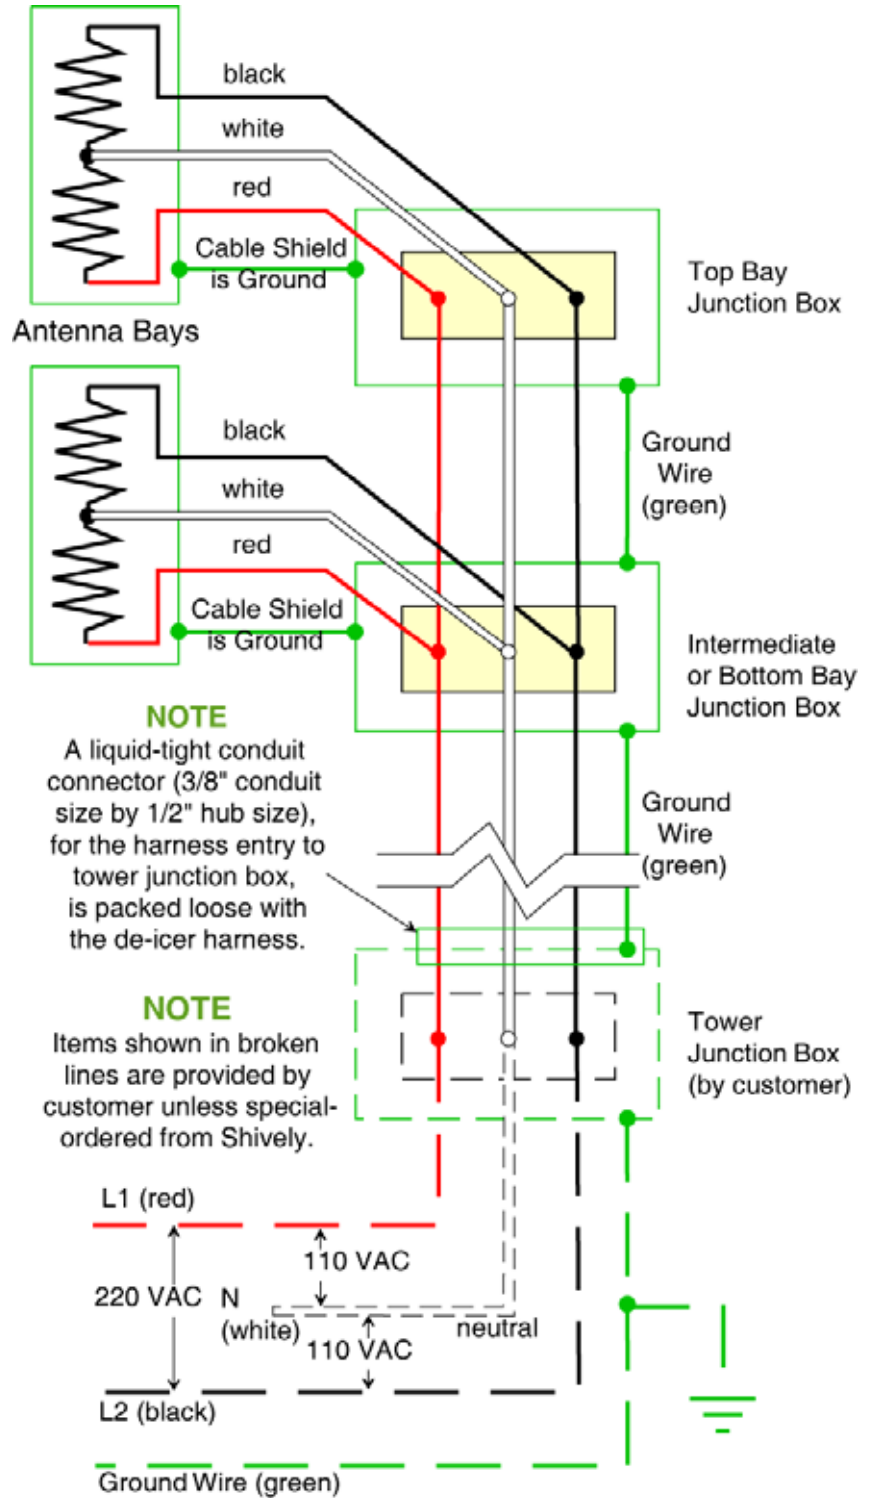 black
white
red
Cable Shield
is Ground
Top Bay
Junction Box
Antenna Bays
black
white
red
Ground
Wire
(green)
Cable Shield
is Ground
Intermediate
or Bottom Bay
Junction Box
NOTE
A liquid-tight conduit
connector (3/8" conduit
size by 1/2" hub size),
for the harness entry to
tower junction box,
is packed loose with
the de-icer harness.
Ground
Wire
(green)
NOTE
Items shown in broken
lines are provided by
customer unless special-
ordered from Shively.
Tower
Junction Box
(by customer)
L1 (red)
110 VAC
220 VAC
N
(white)
neutral
110 VAC
L2 (black)
Ground Wire (green)